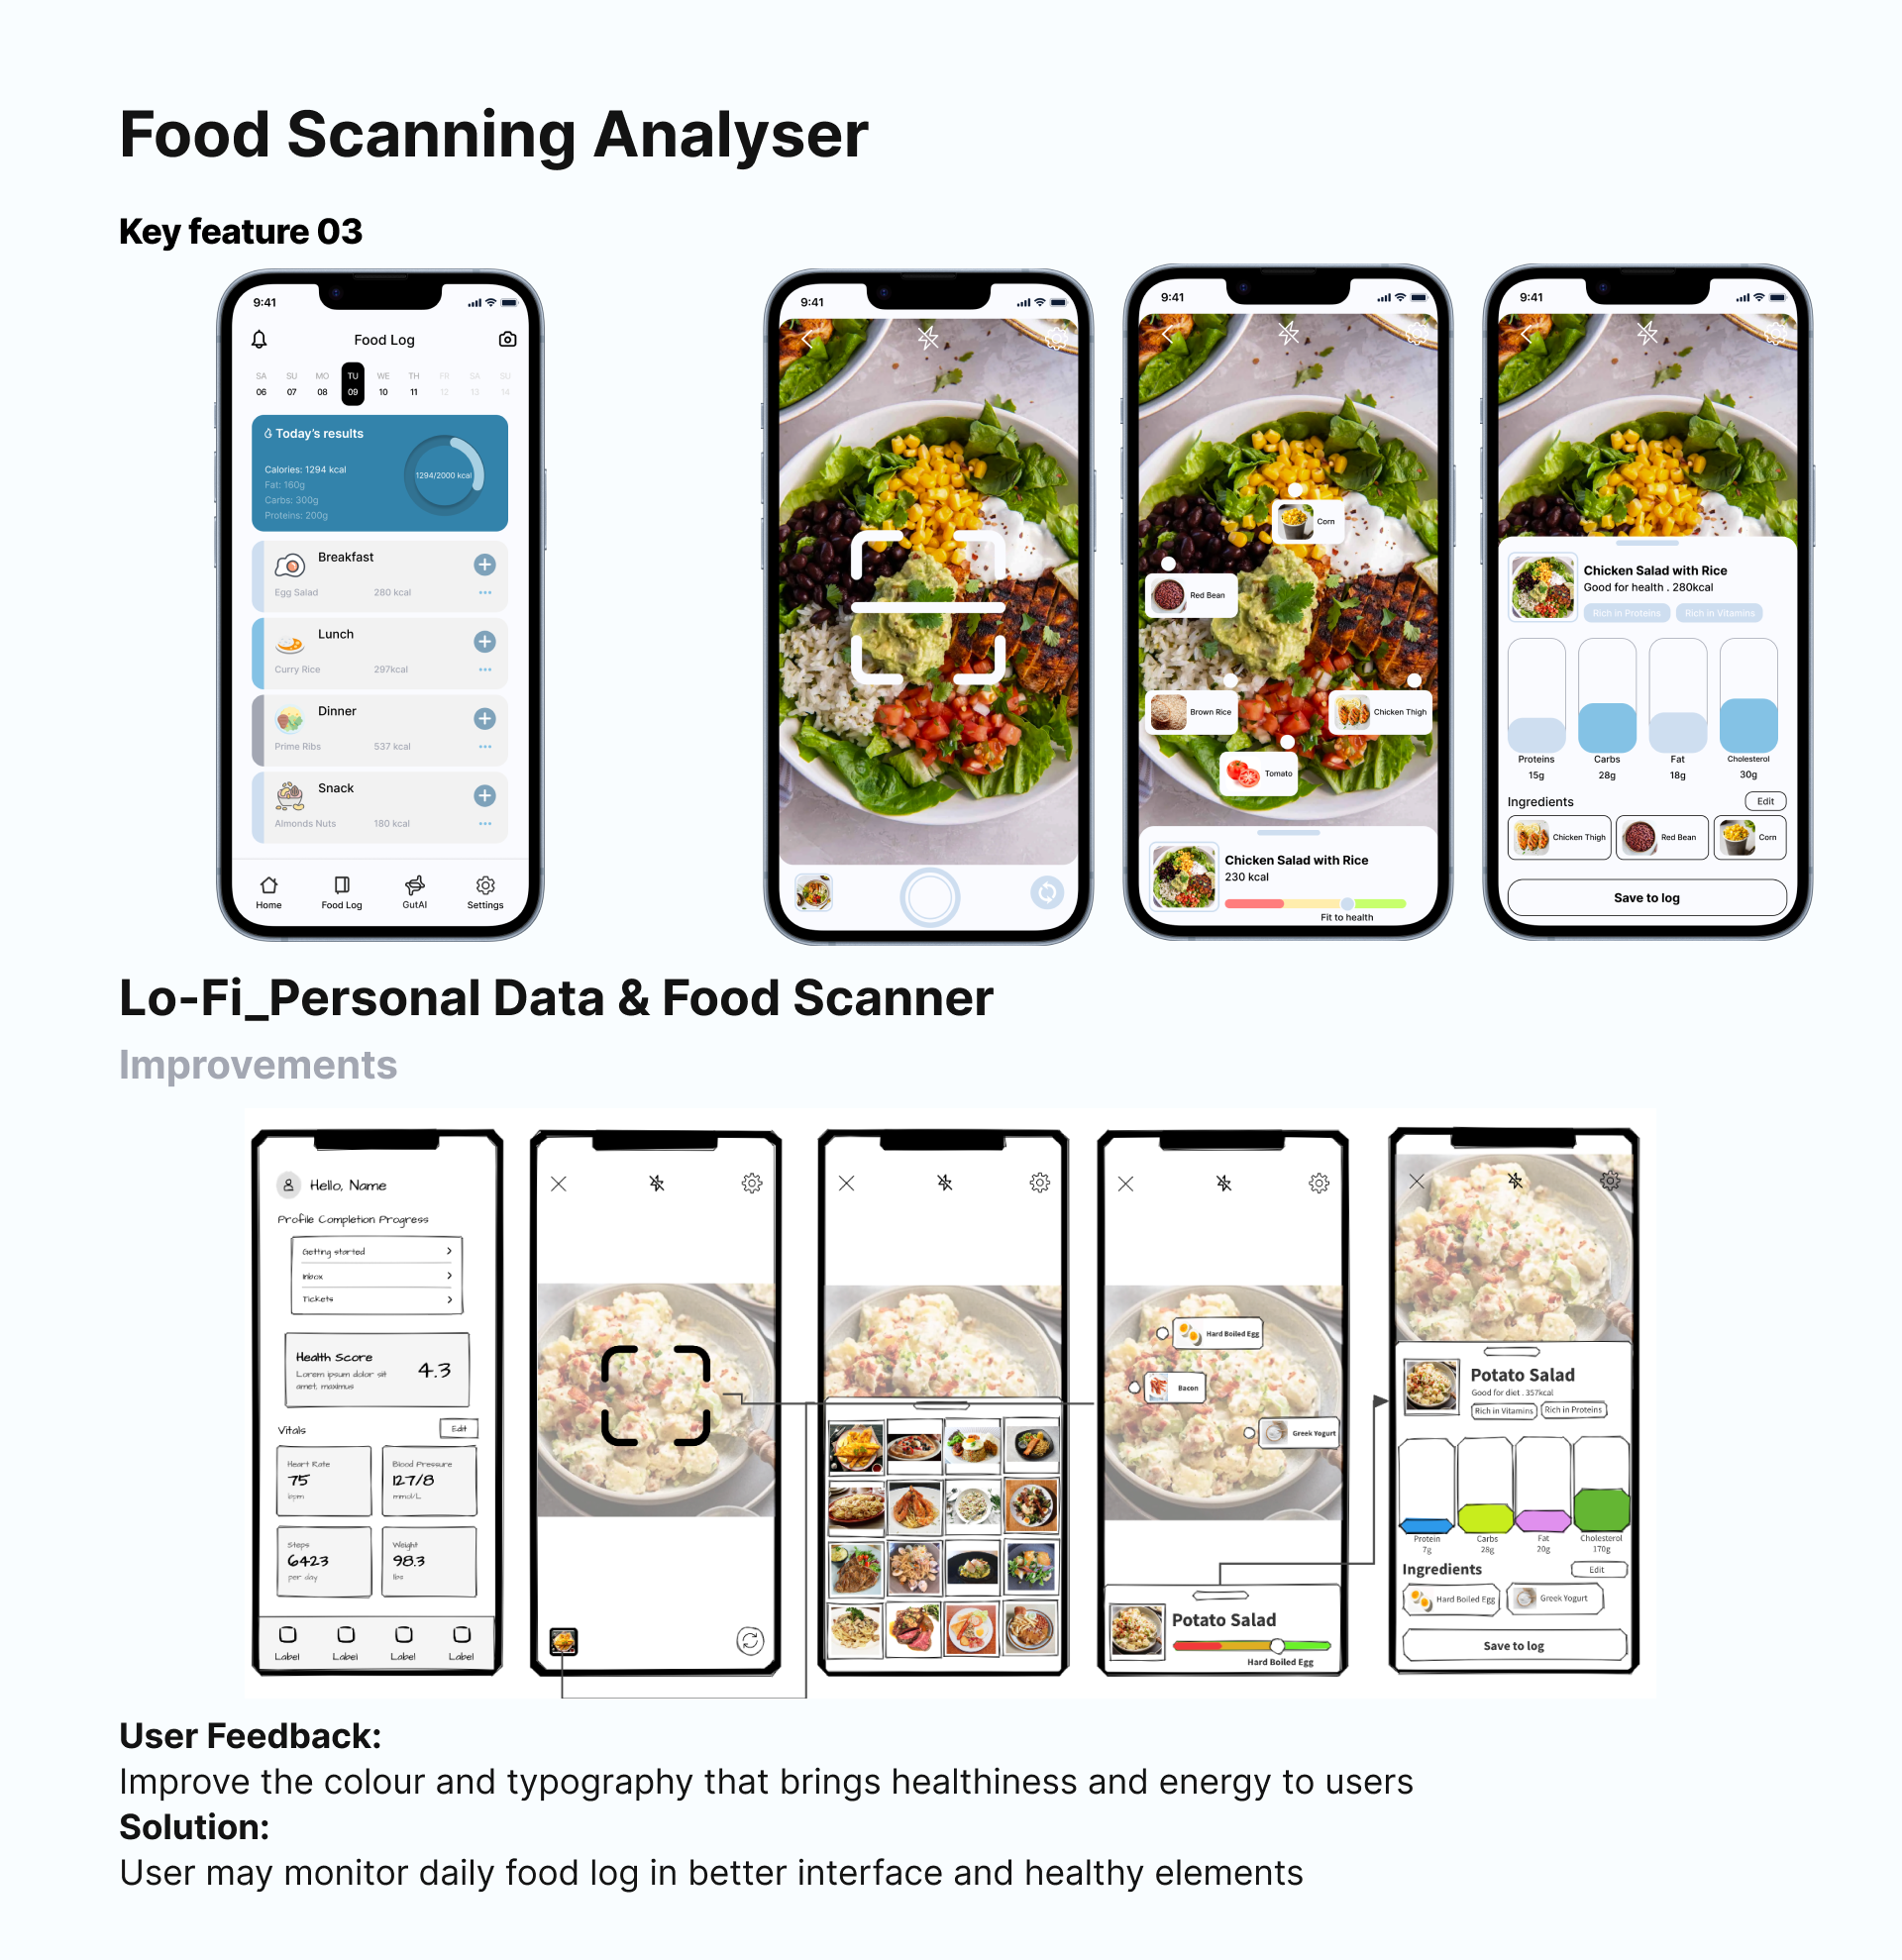 Food Scanning Analyser
Key feature 03
9:41
Food Log
SA SU MO TU WE TH FR SA SU
06 07 08 09 10 11 12 13 14
Today's results
Calories: 1294 kcal
Fat: 160g
Carbs: 300g
Proteins: 200g
1294/2000 kcal
Breakfast
Egg Salad 280 kcal
Lunch
Curry Rice 297kcal
Dinner
Prime Ribs 537 kcal
Snack
Almonds Nuts 180 kcal
Home Food Log GutAI Settings
9:41
9:41
Corn
Red Bean
Brown Rice
Chicken Thigh
Tomato
Chicken Salad with Rice
230 kcal
Fit to health
9:41
Chicken Salad with Rice
Good for health . 280kcal
Rich in Proteins Rich in Vitamins
Proteins Carbs Fat Cholesterol
15g 28g 18g 30g
Ingredients Edit
Chicken Thigh Red Bean Corn
Save to log
Lo-Fi_Personal Data & Food Scanner
Improvements
Hello, Name
Profile Completion Progress
Getting started
Inbox
Tickets
Health Score
Lorem ipsum dolor sit
amet, maximus
4.3
Vitals Edit
Heart Rate
75
bpm
Blood Pressure
127/8
mmol/L
Steps
6423
per day
Weight
98.3
lbs
Label Label Label Label
Hard Boiled Egg
Bacon
Greek Yogurt
Potato Salad
Hard Boiled Egg
Potato Salad
Good for diet . 357kcal
Rich in Vitamins Rich in Proteins
Protein Carbs Fat Cholesterol
7g 28g 20g 170g
Ingredients Edit
Hard Boiled Egg Greek Yogurt
Save to log
User Feedback:
Improve the colour and typography that brings healthiness and energy to users
Solution:
User may monitor daily food log in better interface and healthy elements